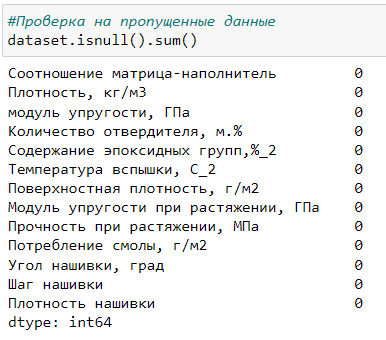 #Проверка на пропущенные данные
dataset.isnull().sum()
Соотношение матрица-наполнитель 0
Плотность, кг/м3 0
модуль упругости, ГПа 0
Количество отвердителя, м.% 0
Содержание эпоксидных групп,%_2 0
Температура вспышки, С_2 0
Поверхностная плотность, г/м2 0
Модуль упругости при растяжении, ГПа 0
Прочность при растяжении, МПа 0
Потребление смолы, г/м2 0
Угол нашивки, град 0
Шаг нашивки 0
Плотность нашивки 0
dtype: int64